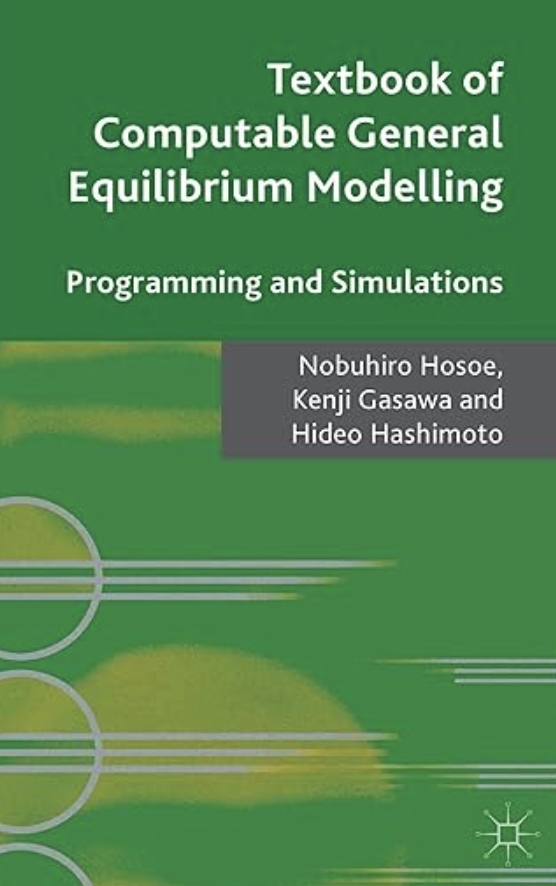 Textbook of
Computable General
Equilibrium Modelling
Programming and Simulations
Nobuhiro Hosoe,
Kenji Gasawa and
Hideo Hashimoto